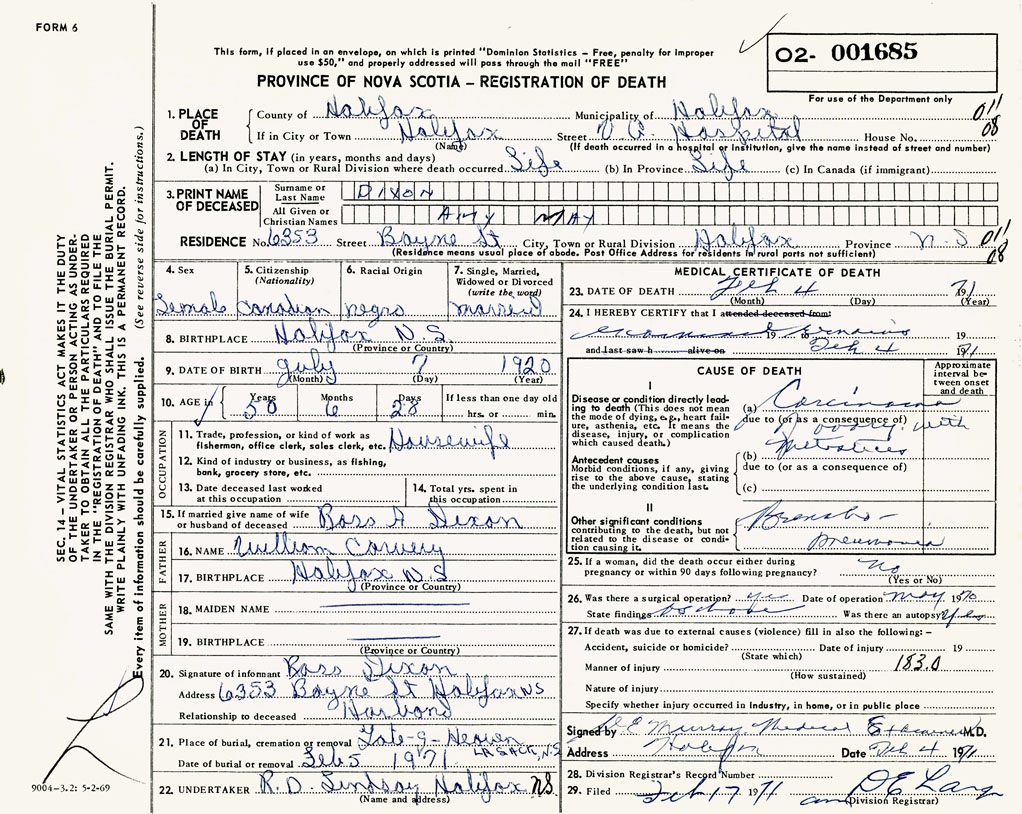 FORM 6
This form, if placed in an envelope, on which is printed "Dominion Statistics – Free, penalty for improper
use $50," and properly addressed will pass through the mail "FREE"
PROVINCE OF NOVA SCOTIA – REGISTRATION OF DEATH
02- 001685
For use of the Department only
1. PLACE OF DEATH
County of Halifax Municipality of Halifax 011
If in City or Town Halifax Street V. G. Hospital House No. 08
(Name) (If death occurred in a hospital or institution, give the name instead of street and number)
2. LENGTH OF STAY (in years, months and days)
(a) In City, Town or Rural Division where death occurred Life (b) In Province Life (c) In Canada (if immigrant)
3. PRINT NAME OF DECEASED
Surname or Last Name DIXON
All Given or Christian Names AMY MAY
RESIDENCE No. 6353 Street Bayne St City, Town or Rural Division Halifax Province N.S 011
08
(Residence means usual place of abode. Post Office Address for residents in rural parts not sufficient)
4. Sex Female
5. Citizenship (Nationality) Canadian
6. Racial Origin negro
7. Single, Married, Widowed or Divorced (write the word) married
8. BIRTHPLACE Halifax N.S.
(Province or Country)
9. DATE OF BIRTH July 7 1920
(Month) (Day) (Year)
10. AGE in Years 50 Months 6 Days 28 If less than one day old hrs. or min.
OCCUPATION
11. Trade, profession, or kind of work as
fisherman, office clerk, sales clerk, etc. Housewife
12. Kind of industry or business, as fishing,
bank, grocery store, etc.
13. Date deceased last worked at this occupation
14. Total yrs. spent in this occupation
15. If married give name of wife
or husband of deceased Ross A Dixon
FATHER
16. NAME William Carvery
17. BIRTHPLACE Halifax N.S
(Province or Country)
MOTHER
18. MAIDEN NAME
19. BIRTHPLACE
(Province or Country)
20. Signature of informant Ross Dixon
Address 6353 Bayne St Halifax NS
Relationship to deceased Husband
21. Place of burial, cremation or removal Gate-of-Heaven
LR SACK, N.S.
Date of burial or removal Feb 5 1971
22. UNDERTAKER R.D. Lindsay Halifax NS.
(Name and address)
MEDICAL CERTIFICATE OF DEATH
23. DATE OF DEATH Feb 4 1971
(Month) (Day) (Year)
24. I HEREBY CERTIFY that I attended deceased from:
examined 19 to remains 19
and last saw h alive on Feb 4 1971
CAUSE OF DEATH
Approximate interval between onset and death
I
Disease or condition directly leading to death (This does not mean the mode of dying, e.g., heart failure, asthenia, etc. It means the disease, injury, or complication which caused death.)
(a) Carcinoma
due to (or as a consequence of) with
(b) Metastices
Antecedent causes
Morbid conditions, if any, giving rise to the above cause, stating the underlying condition last.
due to (or as a consequence of)
(c)
II
Other significant conditions
contributing to the death, but not related to the disease or condition causing it.
Broncho-
pneumonia
25. If a woman, did the death occur either during
pregnancy or within 90 days following pregnancy? No
(Yes or No)
26. Was there a surgical operation? yes Date of operation May 1970
State findings as above Was there an autopsy? yes
27. If death was due to external causes (violence) fill in also the following: –
Accident, suicide or homicide? Date of injury 19
(State which)
Manner of injury 183.0
(How sustained)
Nature of injury
Specify whether injury occurred in industry, in home, or in public place
Signed by D E Murray Medical Examiner M.D.
Address Halifax Date Feb 4 1971
28. Division Registrar's Record Number
29. Filed Feb 17 1971
(Division Registrar)
SEC. 14 – VITAL STATISTICS ACT MAKES IT THE DUTY
OF THE UNDERTAKER OR PERSON ACTING AS UNDER-
TAKER TO OBTAIN ALL THE PARTICULARS REQUIRED
IN THE "REGISTRATION OF DEATH" AND TO FILE THE
SAME WITH THE DIVISION REGISTRAR WHO SHALL ISSUE THE BURIAL PERMIT.
WRITE PLAINLY WITH UNFADING INK. THIS IS A PERMANENT RECORD.
Every item of information should be carefully supplied. (See reverse side for instructions.)
9004-3.2: 5-2-69